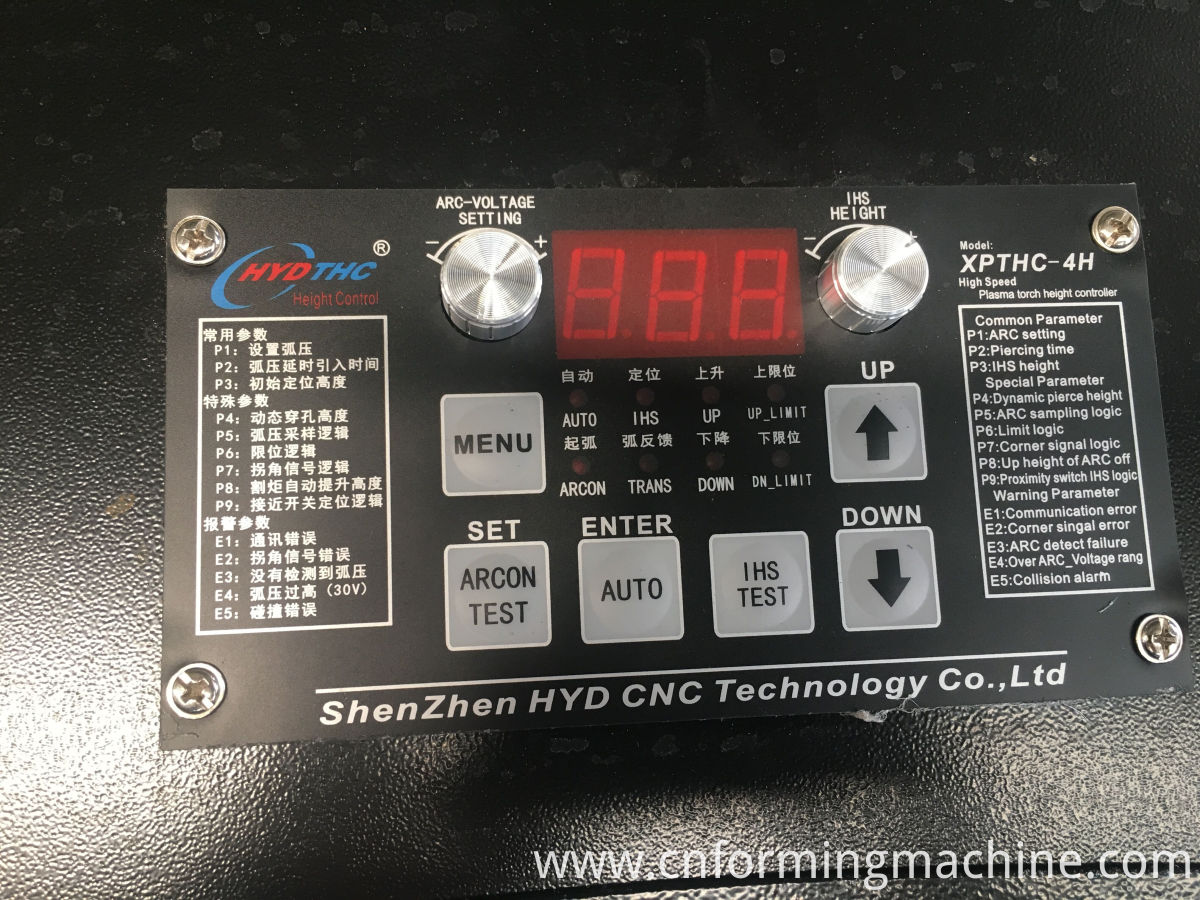 ARC-VOLTAGE
SETTING
- +
IHS
HEIGHT
- +
HYDTHC®
Height Control
Model:
XPTHC-4H
High Speed
Plasma torch height controller
8.8.8.
常用参数
P1: 设置弧压
P2: 弧压延时引入时间
P3: 初始定位高度
特殊参数
P4: 动态穿孔高度
P5: 弧压采样逻辑
P6: 限位逻辑
P7: 拐角信号逻辑
P8: 割炬自动提升高度
P9: 接近开关定位逻辑
报警参数
E1: 通讯错误
E2: 拐角信号错误
E3: 没有检测到弧压
E4: 弧压过高 (30V)
E5: 碰撞错误
自动 定位 上升 上限位
AUTO IHS UP UP_LIMIT
起弧 弧反馈 下降 下限位
ARCON TRANS DOWN DN_LIMIT
MENU
UP
SET
ARCON
TEST
ENTER
AUTO
IHS
TEST
DOWN
Common Parameter
P1:ARC setting
P2:Piercing time
P3:IHS height
Special Parameter
P4:Dynamic pierce height
P5:ARC sampling logic
P6:Limit logic
P7:Corner signal logic
P8:Up height of ARC off
P9:Proximity switch IHS logic
Warning Parameter
E1:Communication error
E2:Corner singal error
E3:ARC detect failure
E4:Over ARC_Voltage rang
E5:Collision alarm
ShenZhen HYD CNC Technology Co.,Ltd
www.cnformingmachine.com